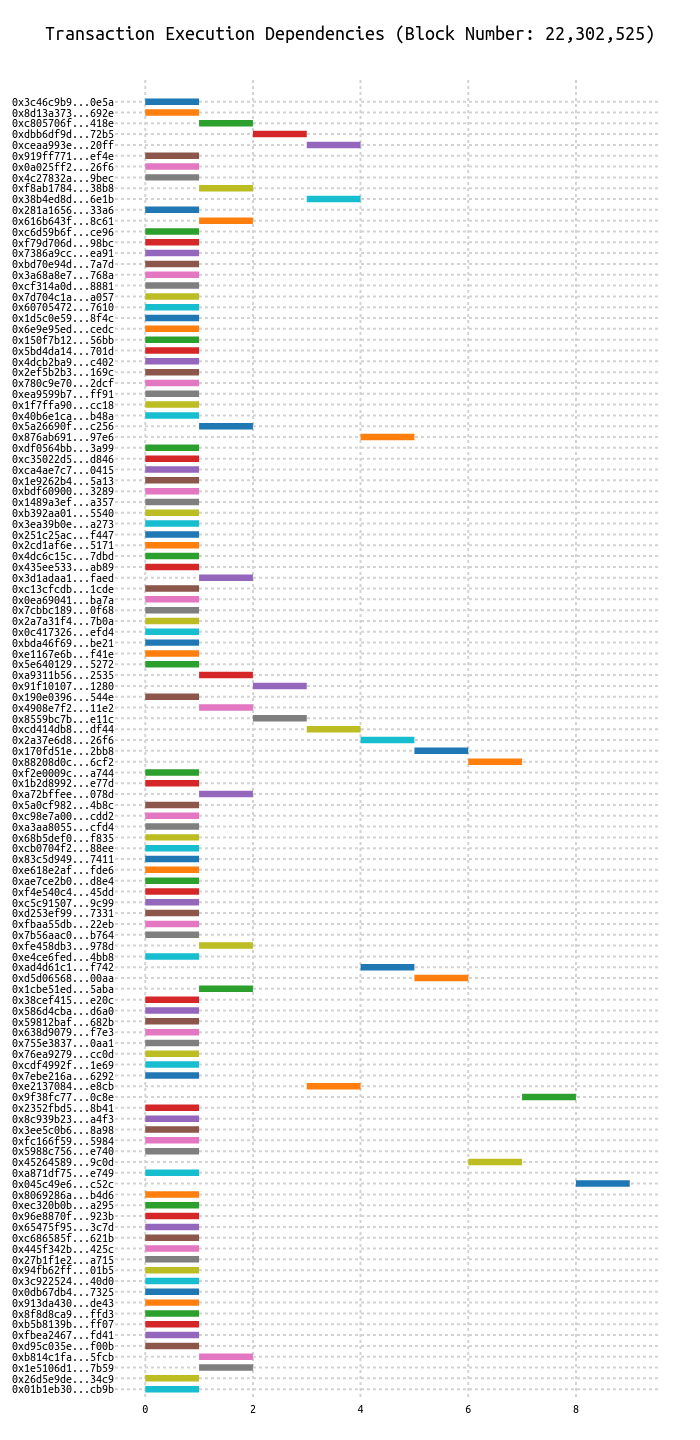 Transaction Execution Dependencies (Block Number: 22,302,525)
0x3c46c9b9...0e5a
0x8d13a373...692e
0xc805706f...418e
0xdbb6df9d...72b5
0xceaa993e...20ff
0x919ff771...ef4e
0x0a025ff2...26f6
0x4c27832a...9bec
0xf8ab1784...38b8
0x38b4ed8d...6e1b
0x281a1656...33a6
0x616b643f...8c61
0xc6d59b6f...ce96
0xf79d706d...98bc
0x7386a9cc...ea91
0xbd70e94d...7a7d
0x3a68a8e7...768a
0xcf314a0d...8881
0x7d704c1a...a057
0x60705472...7610
0x1d5c0e59...8f4c
0x6e9e95ed...cedc
0x150f7b12...56bb
0x5bd4da14...701d
0x4dcb2ba9...c402
0x2ef5b2b3...169c
0x780c9e70...2dcf
0xea9599b7...ff91
0x1f7ffa90...cc18
0x40b6e1ca...b48a
0x5a26690f...c256
0x876ab691...97e6
0xdf0564bb...3a99
0xc35022d5...d846
0xca4ae7c7...0415
0x1e9262b4...5a13
0xbdf60900...3289
0x1489a3ef...a357
0xb392aa01...5540
0x3ea39b0e...a273
0x251c25ac...f447
0x2cd1af6e...5171
0x4dc6c15c...7dbd
0x435ee533...ab89
0x3d1adaa1...faed
0xc13cfcdb...1cde
0x0ea69041...ba7a
0x7cbbc189...0f68
0x2a7a31f4...7b0a
0x0c417326...efd4
0xbda46f69...be21
0xe1167e6b...f41e
0x5e640129...5272
0xa9311b56...2535
0x91f10107...1280
0x190e0396...544e
0x4908e7f2...11e2
0x8559bc7b...e11c
0xcd414db8...df44
0x2a37e6d8...26f6
0x170fd51e...2bb8
0x88208d0c...6cf2
0xf2e0009c...a744
0x1b2d8992...e77d
0xa72bffee...078d
0x5a0cf982...4b8c
0xc98e7a00...cdd2
0xa3aa8055...cfd4
0x68b5def0...f835
0xcb0704f2...88ee
0x83c5d949...7411
0xe618e2af...fde6
0xae7ce2b0...d8e4
0xf4e540c4...45dd
0xc5c91507...9c99
0xd253ef99...7331
0xfbaa55db...22eb
0x7b56aac0...b764
0xfe458db3...978d
0xe4ce6fed...4bb8
0xad4d61c1...f742
0xd5d06568...00aa
0x1cbe51ed...5aba
0x38cef415...e20c
0x586d4cba...d6a0
0x59812baf...682b
0x638d9079...f7e3
0x755e3837...0aa1
0x76ea9279...cc0d
0xcdf4992f...1e69
0x7ebe216a...6292
0xe2137084...e8cb
0x9f38fc77...0c8e
0x2352fbd5...8b41
0x8c939b23...a4f3
0x3ee5c0b6...8a98
0xfc166f59...5984
0x5988c756...e740
0x45264589...9c0d
0xa871df75...e749
0x045c49e6...c52c
0x8069286a...b4d6
0xec320b0b...a295
0x96e8870f...923b
0x65475f95...3c7d
0xc686585f...621b
0x445f342b...425c
0x27b1f1e2...a715
0x94fb62ff...01b5
0x3c922524...40d0
0x0db67db4...7325
0x913da430...de43
0x8f8d8ca9...ffd3
0xb5b8139b...ff07
0xfbea2467...fd41
0xd95c035e...f00b
0xb814c1fa...5fcb
0x1e5106d1...7b59
0x26d5e9de...34c9
0x01b1eb30...cb9b
0 2 4 6 8